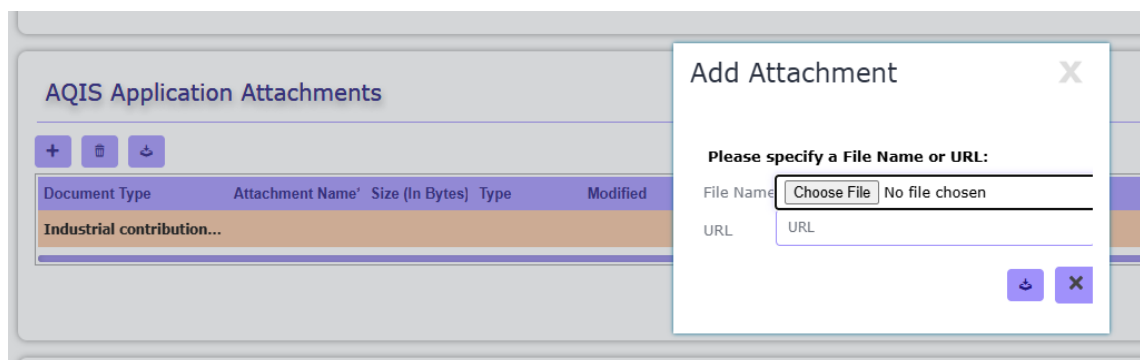 AQIS Application Attachments
Document Type Attachment Name Size (In Bytes) Type Modified
Industrial contribution...
Add Attachment
X
Please specify a File Name or URL:
File Name Choose File No file chosen
URL URL